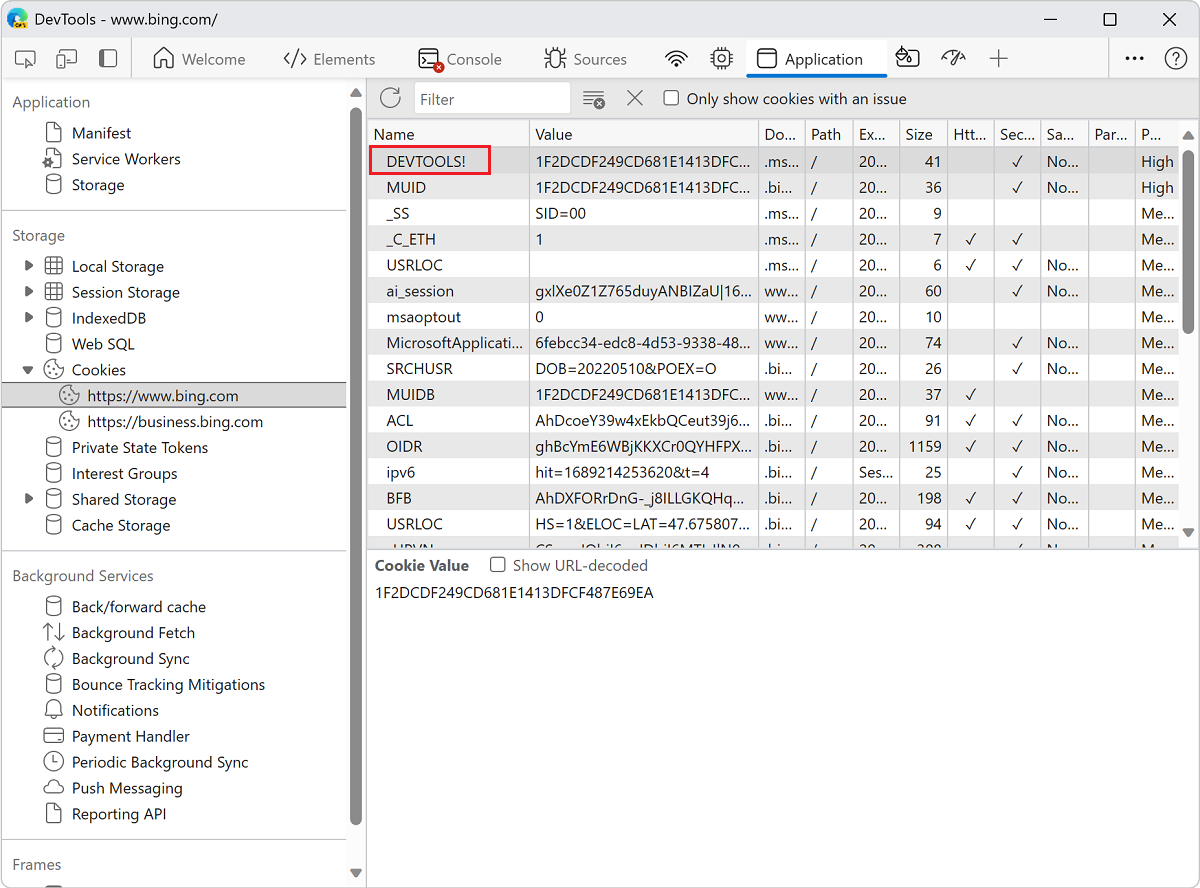 DevTools - www.bing.com/
Welcome
Elements
Console
Sources
Application
Application
Manifest
Service Workers
Storage
Storage
Local Storage
Session Storage
IndexedDB
Web SQL
Cookies
https://www.bing.com
https://business.bing.com
Private State Tokens
Interest Groups
Shared Storage
Cache Storage
Background Services
Back/forward cache
Background Fetch
Background Sync
Bounce Tracking Mitigations
Notifications
Payment Handler
Periodic Background Sync
Push Messaging
Reporting API
Frames
Filter
Only show cookies with an issue
Name Value Do... Path Ex... Size Htt... Sec... Sa... Par... P...
DEVTOOLS! 1F2DCDF249CD681E1413DFC... .ms... / 20... 41 ✓ No... High
MUID 1F2DCDF249CD681E1413DFC... .bi... / 20... 36 ✓ No... High
_SS SID=00 .ms... / 20... 9 Me...
_C_ETH 1 .ms... / 20... 7 ✓ ✓ Me...
USRLOC .ms... / 20... 6 ✓ ✓ No... Me...
ai_session gxlXe0Z1Z765duyANBIZaU|16... ww... / 20... 60 ✓ No... Me...
msaoptout 0 ww... / 20... 10 Me...
MicrosoftApplicati... 6febcc34-edc8-4d53-9338-48... ww... / 20... 74 ✓ No... Me...
SRCHUSR DOB=20220510&POEX=O .bi... / 20... 26 ✓ No... Me...
MUIDB 1F2DCDF249CD681E1413DFC... ww... / 20... 37 ✓ Me...
ACL AhDcoeY39w4xEkbQCeut39j6... .bi... / 20... 91 ✓ ✓ No... Me...
OIDR ghBcYmE6WBjKKXCr0QYHFPX... .bi... / 20... 1159 ✓ ✓ No... Me...
ipv6 hit=1689214253620&t=4 .bi... / Ses... 25 ✓ No... Me...
BFB AhDXFORrDnG-_j8ILLGKQHq... .bi... / 20... 198 ✓ ✓ No... Me...
USRLOC HS=1&ELOC=LAT=47.675807... .bi... / 20... 94 ✓ ✓ No... Me...
Cookie Value Show URL-decoded
1F2DCDF249CD681E1413DFCF487E69EA